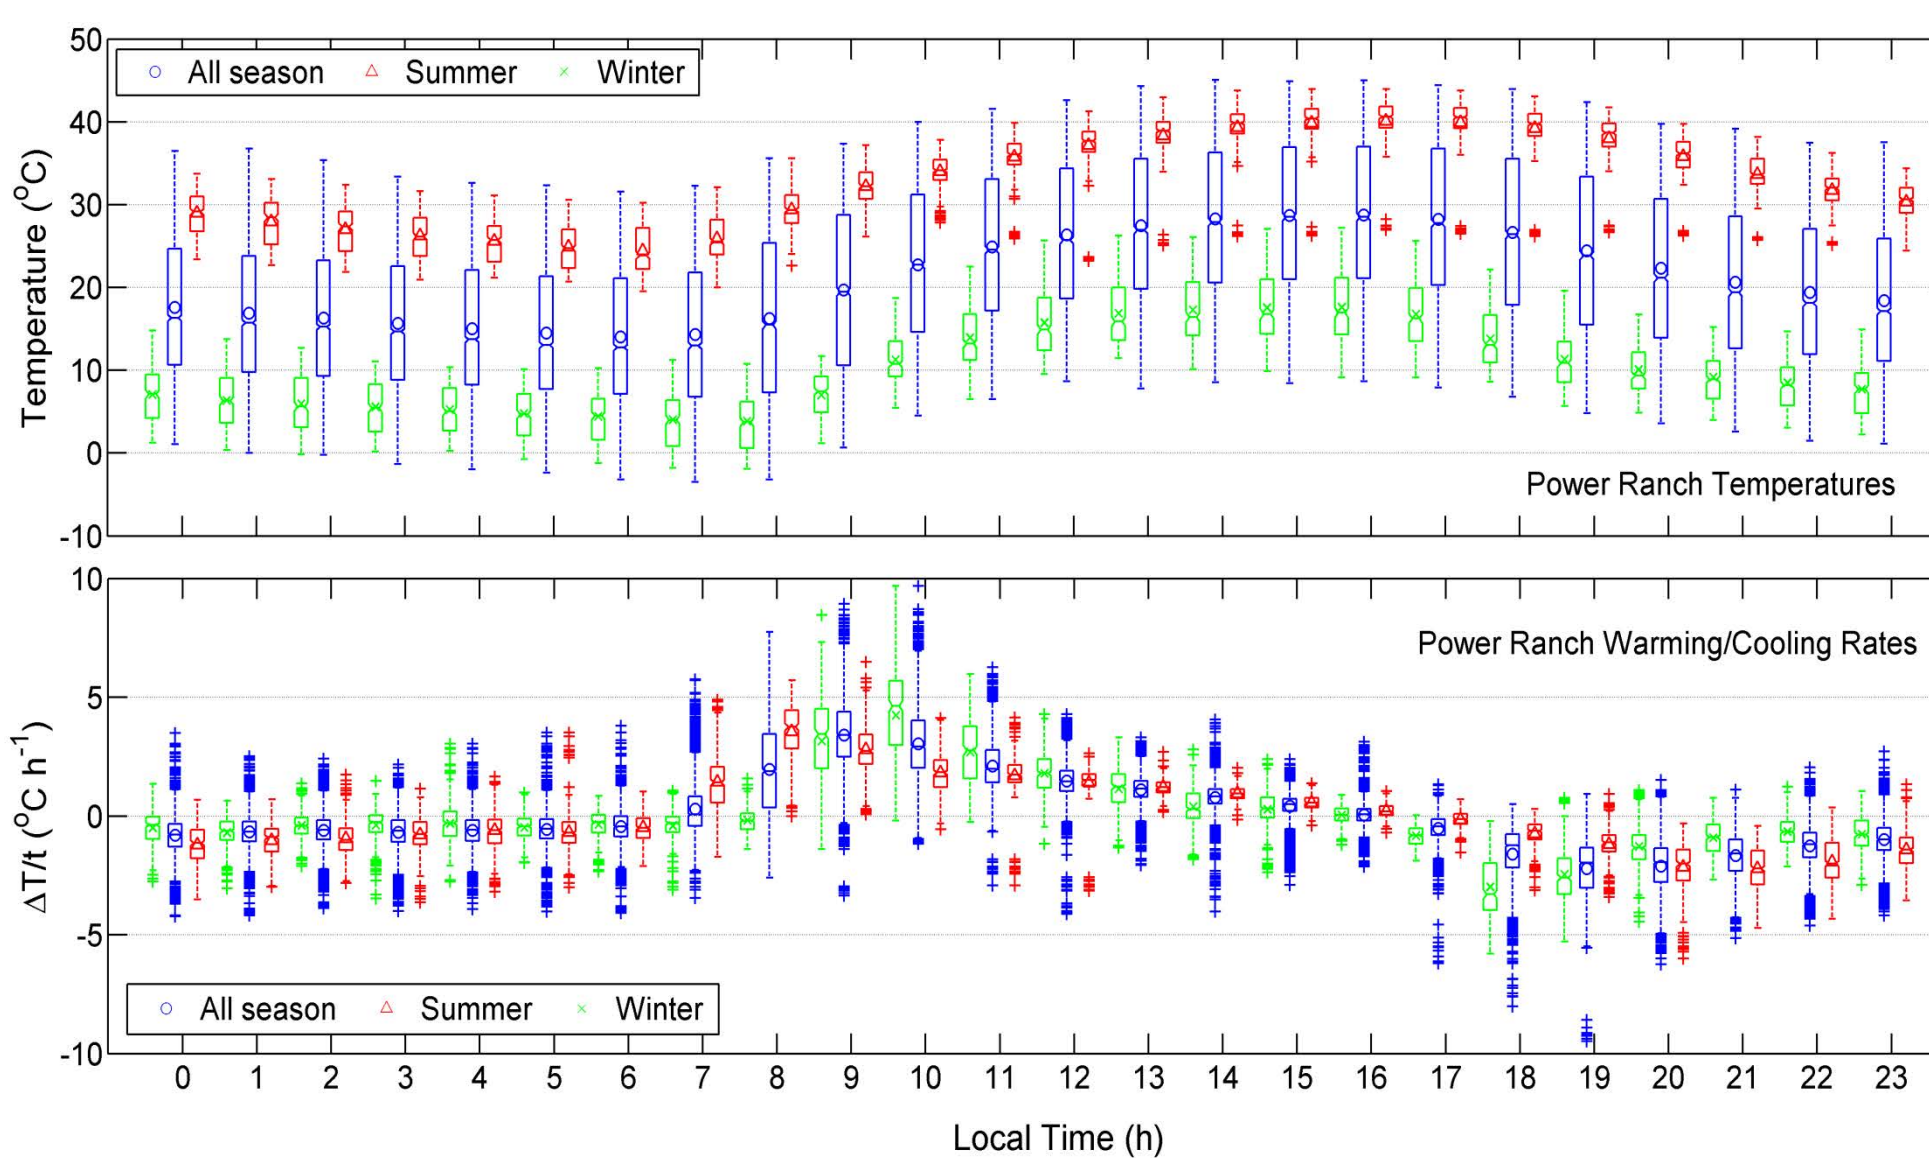 50
40
30
20
10
0
-10
Temperature (°C)
All season Summer Winter
Power Ranch Temperatures
10
5
0
-5
-10
ΔT/t (°C h⁻¹)
Power Ranch Warming/Cooling Rates
All season Summer Winter
0 1 2 3 4 5 6 7 8 9 10 11 12 13 14 15 16 17 18 19 20 21 22 23
Local Time (h)